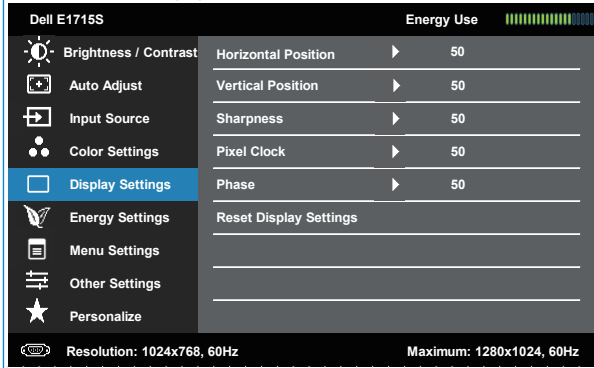 Dell E1715S Energy Use
Brightness / Contrast Horizontal Position 50
Auto Adjust Vertical Position 50
Input Source Sharpness 50
Color Settings Pixel Clock 50
Display Settings Phase 50
Energy Settings Reset Display Settings
Menu Settings
Other Settings
Personalize
Resolution: 1024x768, 60Hz Maximum: 1280x1024, 60Hz